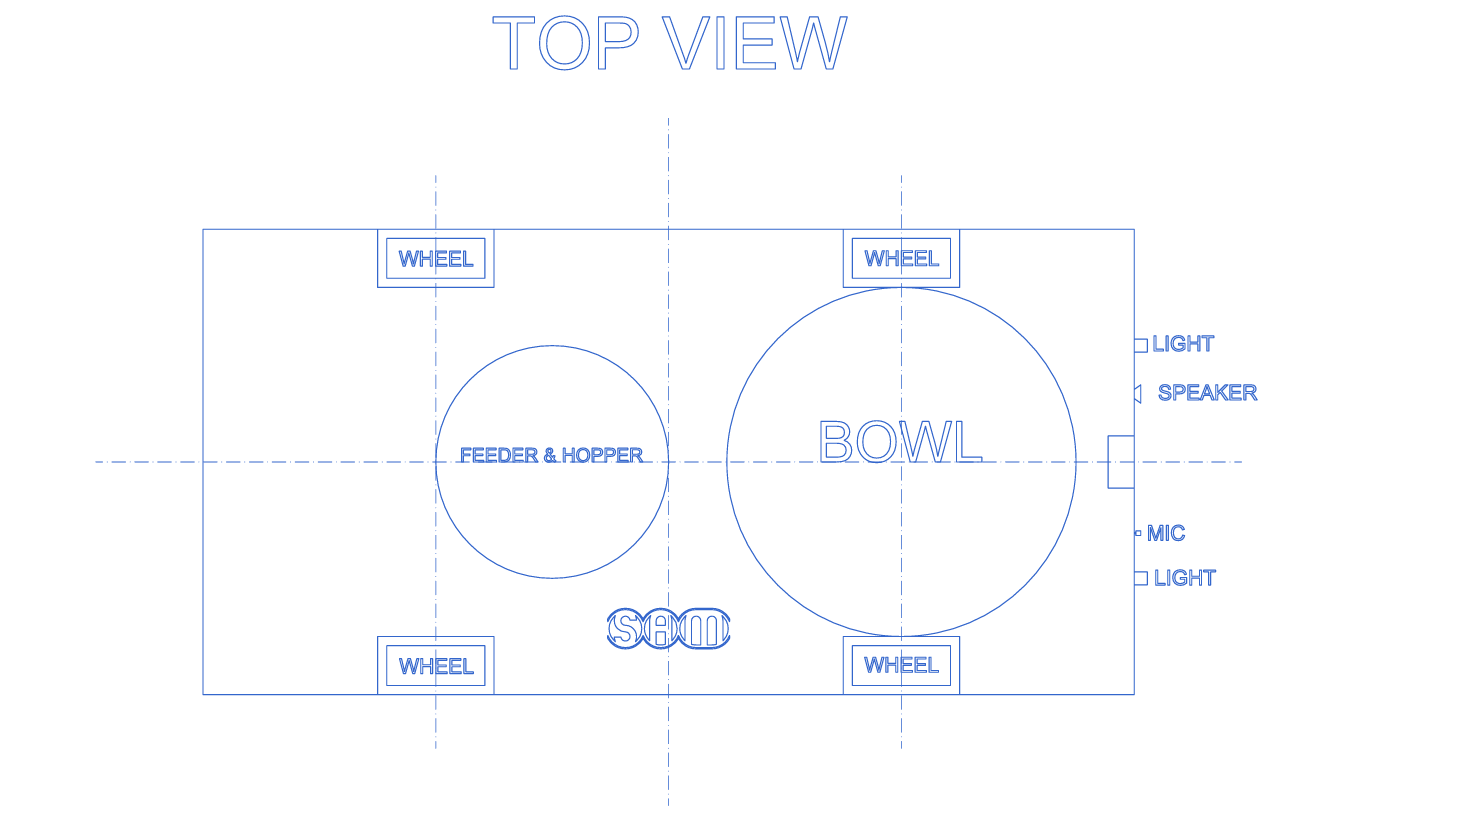 TOP VIEW
WHEEL
WHEEL
LIGHT
SPEAKER
FEEDER & HOPPER
BOWL
MIC
LIGHT
SAM
WHEEL
WHEEL